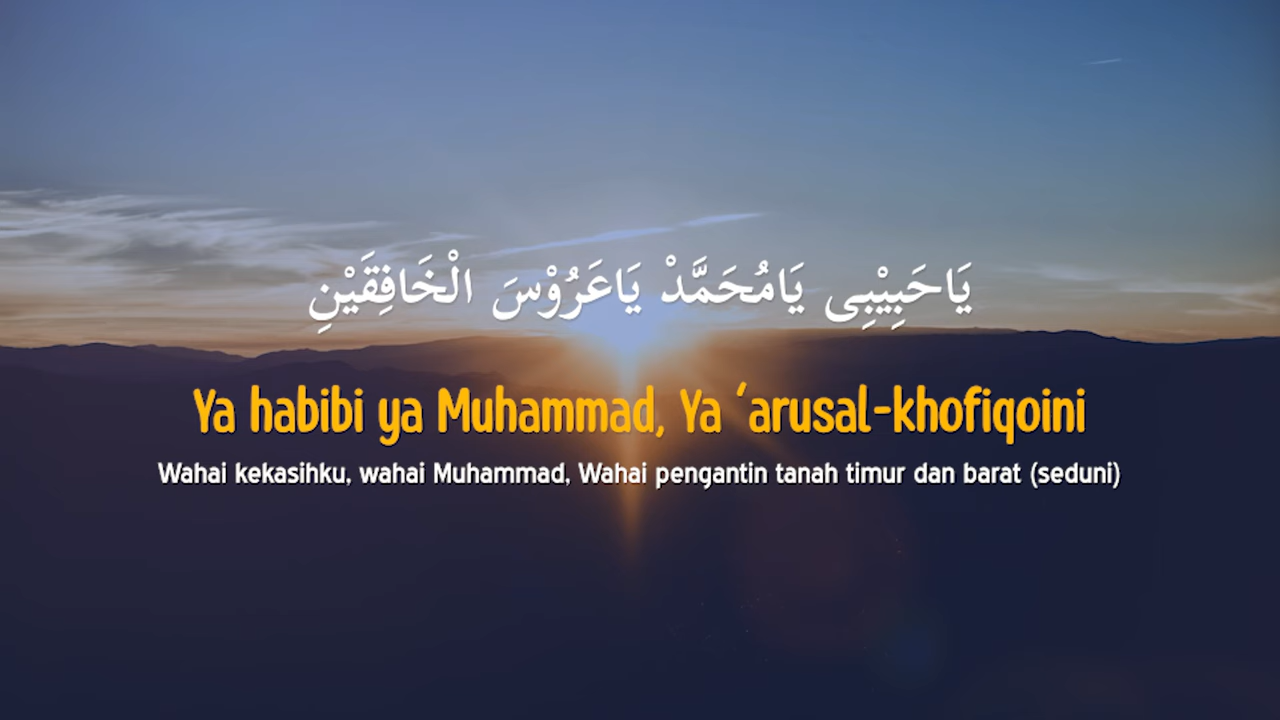 يَاحَبِيْبِى يَامُحَمَّدْ يَاعَرُوْسَ الْخَافِقَيْنِ
Ya habibi ya Muhammad, Ya ‘arusal-khofiqoini
Wahai kekasihku, wahai Muhammad, Wahai pengantin tanah timur dan barat (seduni)